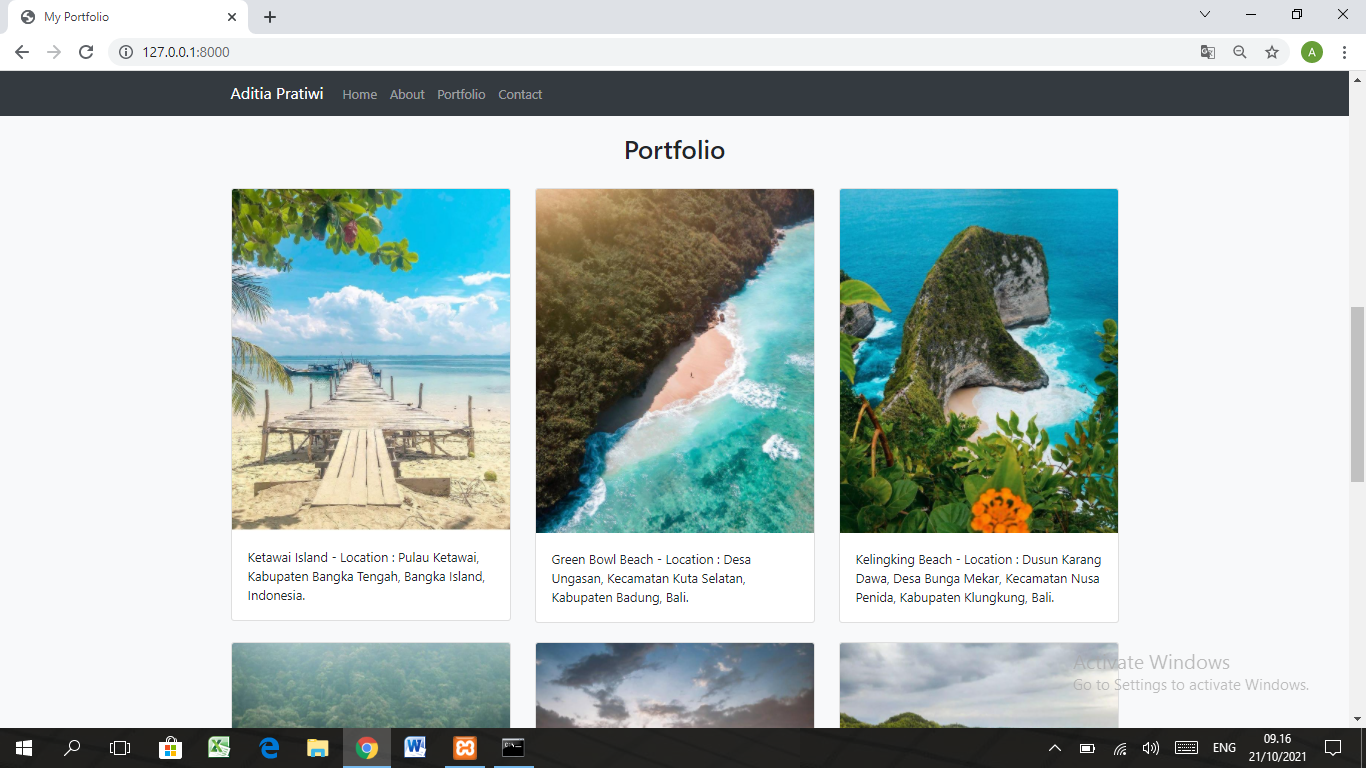 My Portfolio
127.0.0.1:8000
A
Aditia Pratiwi Home About Portfolio Contact
Portfolio
Ketawai Island - Location : Pulau Ketawai,
Kabupaten Bangka Tengah, Bangka Island,
Indonesia.
Green Bowl Beach - Location : Desa
Ungasan, Kecamatan Kuta Selatan,
Kabupaten Badung, Bali.
Kelingking Beach - Location : Dusun Karang
Dawa, Desa Bunga Mekar, Kecamatan Nusa
Penida, Kabupaten Klungkung, Bali.
Activate Windows
Go to Settings to activate Windows.
ENG
09.16
21/10/2021